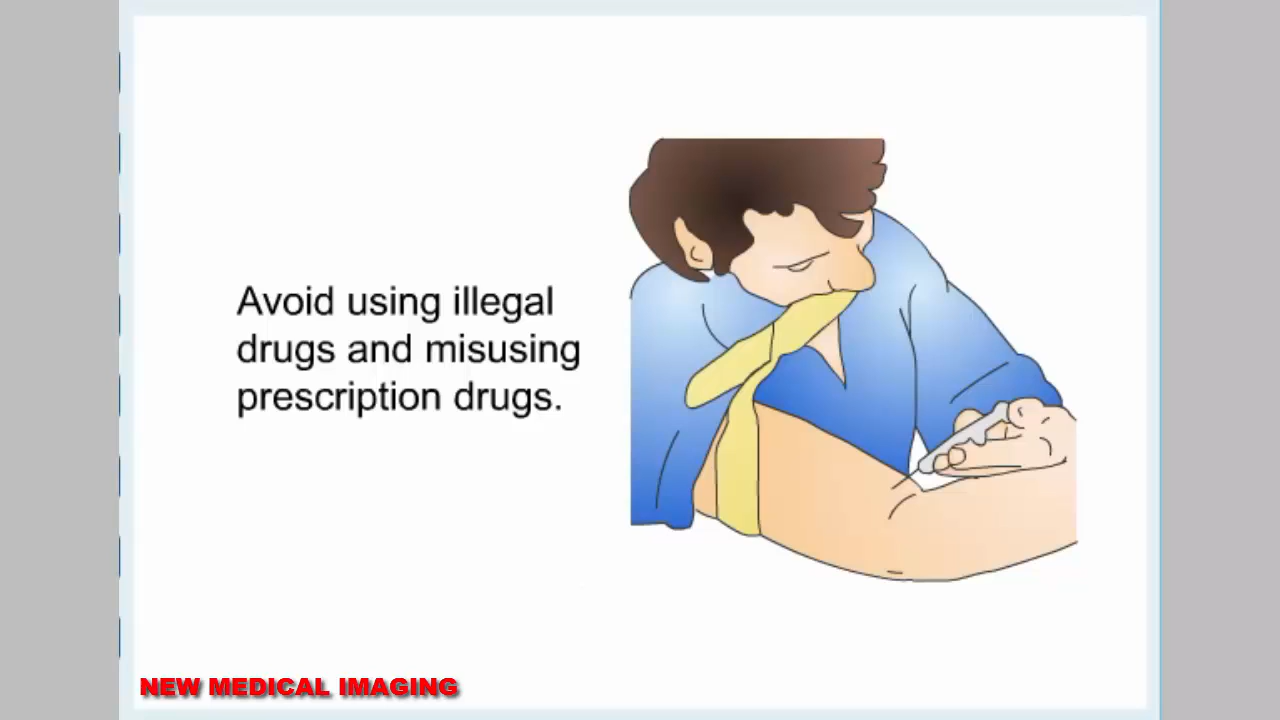 Avoid using illegal
drugs and misusing
prescription drugs.
NEW MEDICAL IMAGING